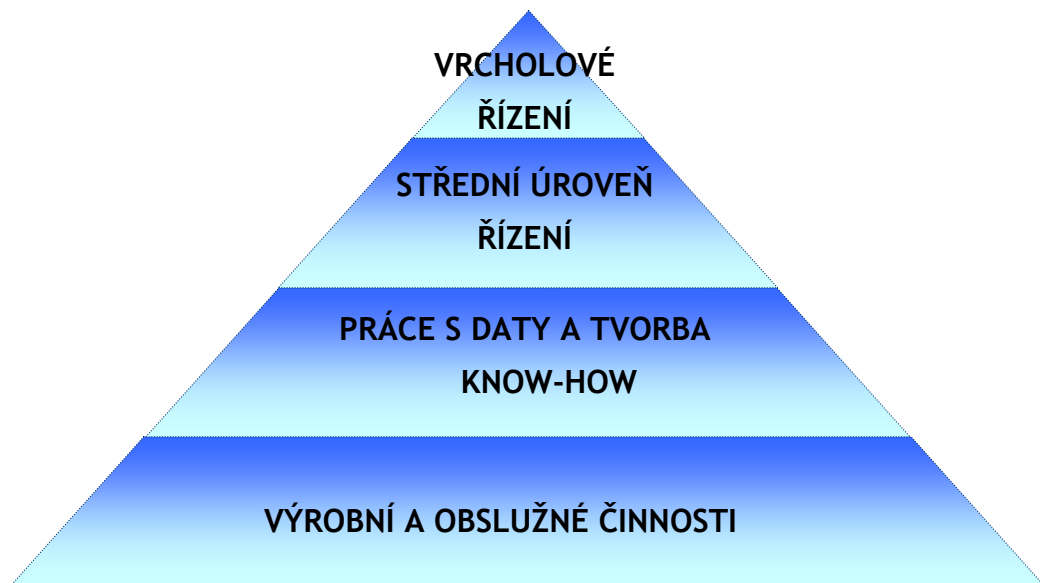 VRCHOLOVÉ
ŘÍZENÍ
STŘEDNÍ ÚROVEŇ
ŘÍZENÍ
PRÁCE S DATY A TVORBA
KNOW-HOW
VÝROBNÍ A OBSLUŽNÉ ČINNOSTI